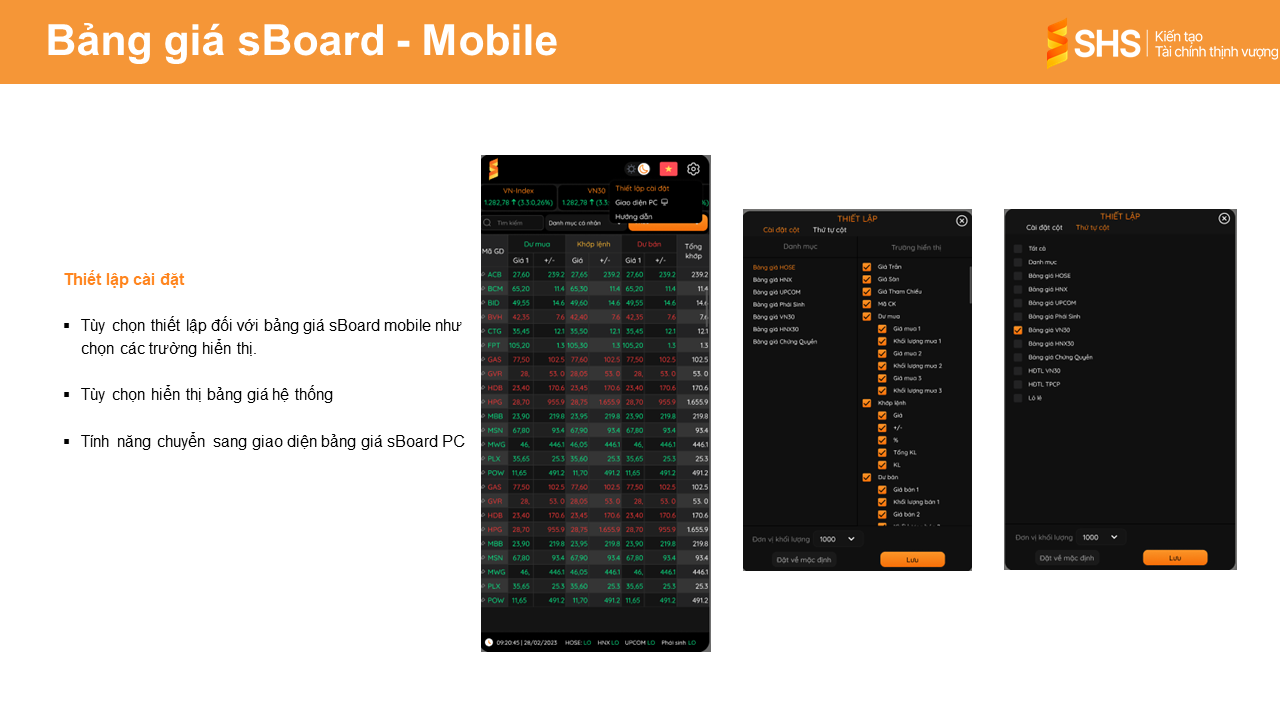 Bảng giá sBoard - Mobile
SHS
Kiến tạo
Tài chính thịnh vượng
Thiết lập cài đặt
Tùy chọn thiết lập đối với bảng giá sBoard mobile như
chọn các trường hiển thị.
Tùy chọn hiển thị bảng giá hệ thống
Tính năng chuyển sang giao diện bảng giá sBoard PC
VN-Index VN30
1.282,78 (3.3:0,26%) 1.282,78 (3.3:0,
Thiết lập cài đặt
Giao diện PC
Hướng dẫn
Tìm kiếm Danh mục cá nhân
Mã GD Dư mua Khớp lệnh Dư bán Tổng khớp
Giá 1 +/- Giá +/- Giá 1 +/-
ACB 27,60 239.2 27,65 239.2 27,60 239.2 239.2
BCM 65,20 11.4 65,30 11.4 65,20 11.4 11.4
BID 49,55 14.6 49,60 14.6 49,55 14.6 14.6
BVH 42,35 7.6 42,40 7.6 42,35 7.6 7.6
CTG 35,45 12.1 35,50 12.1 35,45 12.1 12.1
FPT 105,20 1.3 105,30 1.3 105,20 1.3 1.3
GAS 77,50 102.5 77,60 102.5 77,50 102.5 102.5
GVR 28, 53. 0 28,05 53. 0 28, 53. 0 53. 0
HDB 23,40 170.6 23,45 170.6 23,40 170.6 170.6
HPG 28,70 955.9 28,75 1.655.9 28,70 955.9 1.655.9
MBB 23,90 219.8 23,95 219.8 23,90 219.8 219.8
MSN 67,80 93.4 67,90 93.4 67,80 93.4 93.4
MWG 46, 446.1 46,05 446.1 46, 446.1 446.1
PLX 35,65 25.3 35,60 25.3 35,65 25.3 25.3
POW 11,65 491.2 11,70 491.2 11,65 491.2 491.2
GAS 77,50 102.5 77,60 102.5 77,50 102.5 102.5
GVR 28, 53. 0 28,05 53. 0 28, 53. 0 53. 0
HDB 23,40 170.6 23,45 170.6 23,40 170.6 170.6
HPG 28,70 955.9 28,75 1.655.9 28,70 955.9 1.655.9
MBB 23,90 219.8 23,95 219.8 23,90 219.8 219.8
MSN 67,80 93.4 67,90 93.4 67,80 93.4 93.4
MWG 46, 446.1 46,05 446.1 46, 446.1 446.1
PLX 35,65 25.3 35,60 25.3 35,65 25.3 25.3
POW 11,65 491.2 11,70 491.2 11,65 491.2 491.2
09:20:45 | 28/02/2023 HOSE: LO HNX LO UPCOM LO Phái sinh LO
THIẾT LẬP
Cài đặt cột Thứ tự cột
Danh mục
Bảng giá HOSE
Bảng giá HNX
Bảng giá UPCOM
Bảng giá Phái Sinh
Bảng giá VN30
Bảng giá HNX30
Bảng giá Chứng Quyền
Trường hiển thị
Giá Trần
Giá Sàn
Giá Tham Chiếu
Mã CK
Dư mua
Giá mua 1
Khối lượng mua 1
Giá mua 2
Khối lượng mua 2
Giá mua 3
Khối lượng mua 3
Khớp lệnh
Giá
+/-
%
Tổng KL
KL
Dư bán
Giá bán 1
Khối lượng bán 1
Giá bán 2
Đơn vị khối lượng 1000
Đặt về mặc định Lưu
THIẾT LẬP
Cài đặt cột Thứ tự cột
Tất cả
Danh mục
Bảng giá HOSE
Bảng giá HNX
Bảng giá UPCOM
Bảng giá Phái Sinh
Bảng giá VN30
Bảng giá HNX30
Bảng giá Chứng Quyền
HĐTL VN30
HĐTL TPCP
Lô lẻ
Đơn vị khối lượng 1000
Đặt về mặc định Lưu